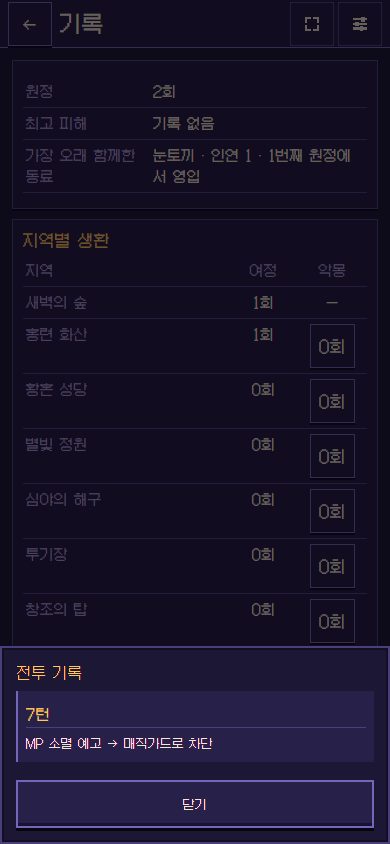 ← 기록
원정 2회
최고 피해 기록 없음
가장 오래 함께한 동료 눈토끼 · 인연 1 · 1번째 원정에서 영입
지역별 생환
지역 여정 악몽
새벽의 숲 1회 —
홍련 화산 1회 0회
황혼 성당 0회 0회
별빛 정원 0회 0회
심야의 해구 0회 0회
투기장 0회 0회
창조의 탑 0회 0회
전투 기록
7턴
MP 소멸 예고 → 매직가드로 차단
닫기